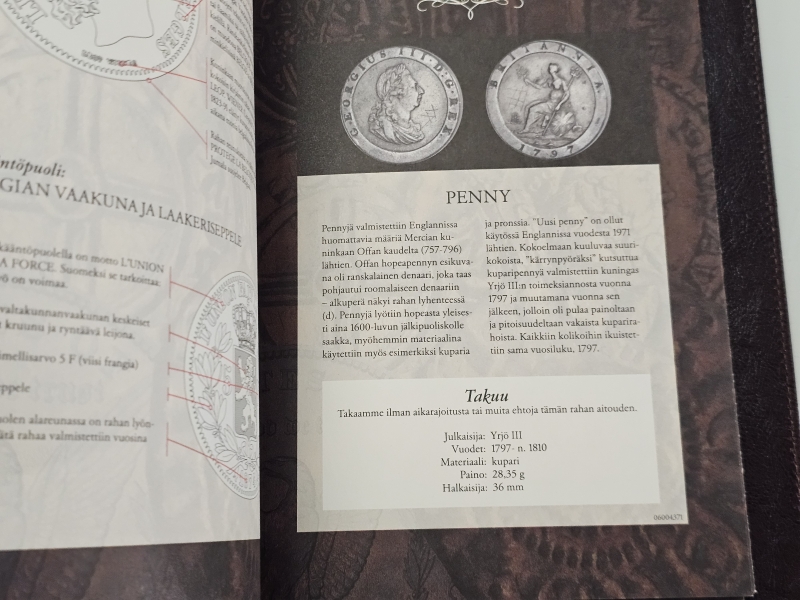 ntöpuoli:
GIAN VAAKUNA JA LAAKERISEPPELE
kääntöpuolella on motto L'UNION
A FORCE. Suomeksi se tarkoittaa:
ö on voimaa.
valtakunnanvaakunan keskeiset
t kruunu ja ryntäävä leijona.
imellisarvo 5 F (viisi frangia)
eppele
olen alareunassa on rahan lyön-
ätä rahaa valmistettiin vuosina
GEORGIUS III·D:G·REX.
BRITANNIA.
1797
PENNY
Pennyjä valmistettiin Englannissa
huomattavia määriä Mercian ku-
ninkaan Offan kaudelta (757-796)
lähtien. Offan hopeapennyn esikuva-
na oli ranskalainen denaari, joka taas
pohjautui roomalaiseen denaariin
– alkuperä näkyi rahan lyhenteessä
(d). Pennyjä lyötiin hopeasta yleises-
ti aina 1600-luvun jälkipuoliskolle
saakka, myöhemmin materiaalina
käytettiin myös esimerkiksi kuparia
ja pronssia. "Uusi penny" on ollut
käytössä Englannissa vuodesta 1971
lähtien. Kokoelmaan kuuluvaa suuri-
kokoista, "kärrynpyöräksi" kutsuttua
kuparipennyä valmistettiin kuningas
Yrjö III:n toimeksiannosta vuonna
1797 ja muutamana vuonna sen
jälkeen, jolloin oli pulaa painoltaan
ja pitoisuudeltaan vakaista kuparira-
hoista. Kaikkiin kolikoihin ikuistet-
tiin sama vuosiluku, 1797.
Takuu
Takaamme ilman aikarajoitusta tai muita ehtoja tämän rahan aitouden.
Julkaisija: Yrjö III
Vuodet: 1797- n. 1810
Materiaali: kupari
Paino: 28,35 g
Halkaisija: 36 mm
06004371